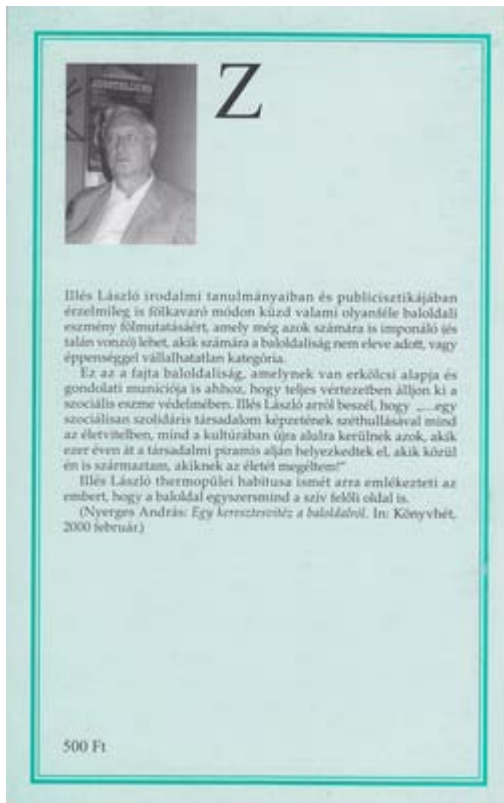 Z
Illés László irodalmi tanulmányaiban és publicisztikájában
érzelmileg is fölkavaró módon küzd valami olyanféle baloldali
eszmény fölmutatásáért, amely még azok számára is imponáló (és
talán vonzó) lehet, akik számára a baloldaliság nem eleve adott, vagy
éppenséggel vállalhatatlan kategória.
Ez az a fajta baloldaliság, amelynek van erkölcsi alapja és
gondolati muníciója is ahhoz, hogy teljes vértezetben álljon ki a
szociális eszme védelmében. Illés László arról beszél, hogy „...egy
szociálisan szolidáris társadalom képzetének széthullásával mind
az életvitelben, mind a kultúrában újra alulra kerülnek azok, akik
ezer éven át a társadalmi piramis alján helyezkedtek el, akik közül
én is származtam, akiknek az életét megéltem!”
Illés László thermopülei habitusa ismét arra emlékezteti az
embert, hogy a baloldal egyszersmind a szív felőli oldal is.
(Nyerges András: Egy keresztesvitéz a baloldalról. In: Könyvhét,
2000 február.)
500 Ft